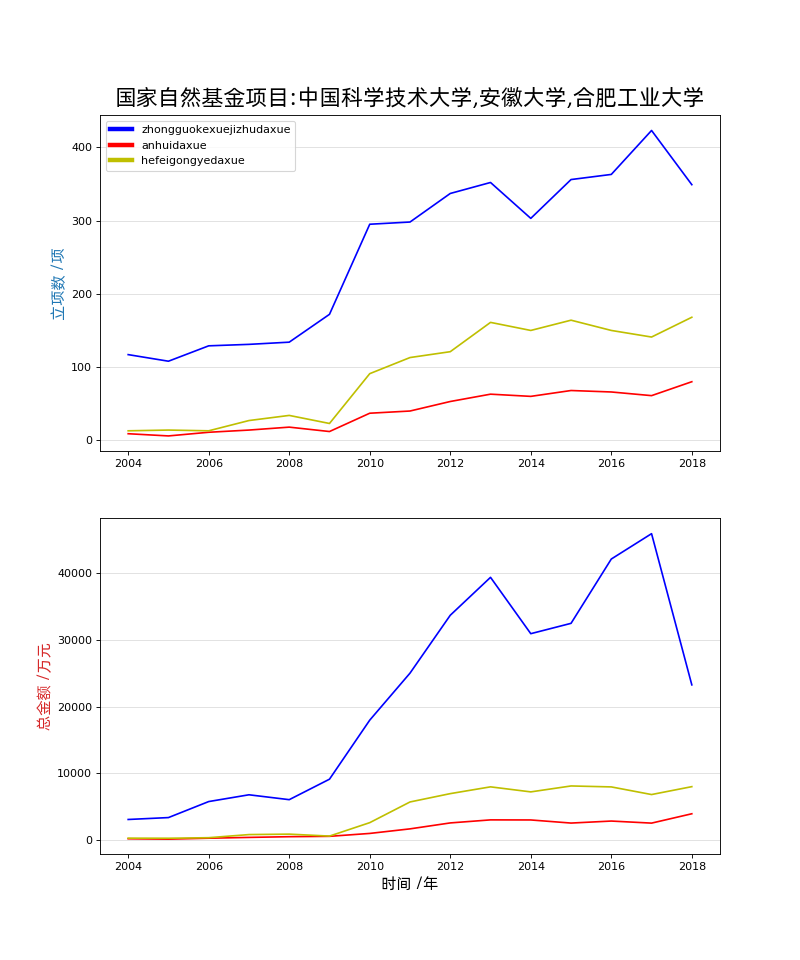 国家自然基金项目:中国科学技术大学,安徽大学,合肥工业大学
zhongguokexuejizhudaxue
anhuidaxue
hefeigongyedaxue
400
300
200
100
0
立项数 /项
2004 2006 2008 2010 2012 2014 2016 2018
40000
30000
20000
10000
0
总金额 /万元
2004 2006 2008 2010 2012 2014 2016 2018
时间 /年